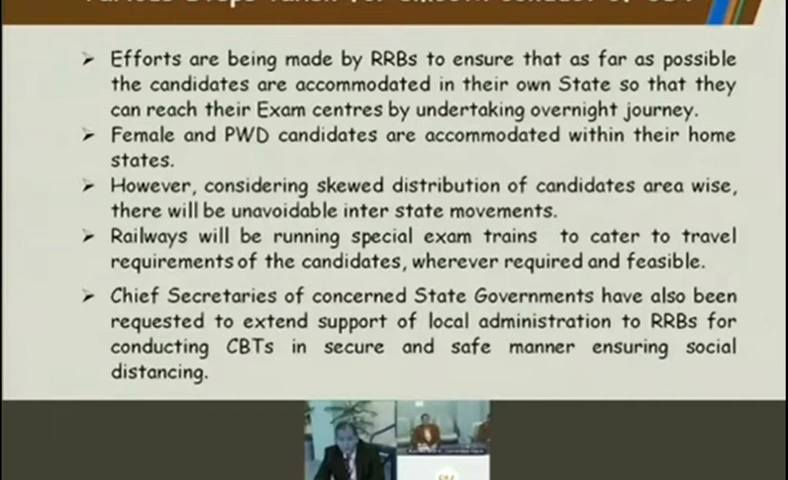 ➢ Efforts are being made by RRBs to ensure that as far as possible
the candidates are accommodated in their own State so that they
can reach their Exam centres by undertaking overnight journey.
➢ Female and PWD candidates are accommodated within their home
states.
➢ However, considering skewed distribution of candidates area wise,
there will be unavoidable inter state movements.
➢ Railways will be running special exam trains to cater to travel
requirements of the candidates, wherever required and feasible.
➢ Chief Secretaries of concerned State Governments have also been
requested to extend support of local administration to RRBs for
conducting CBTs in secure and safe manner ensuring social
distancing.